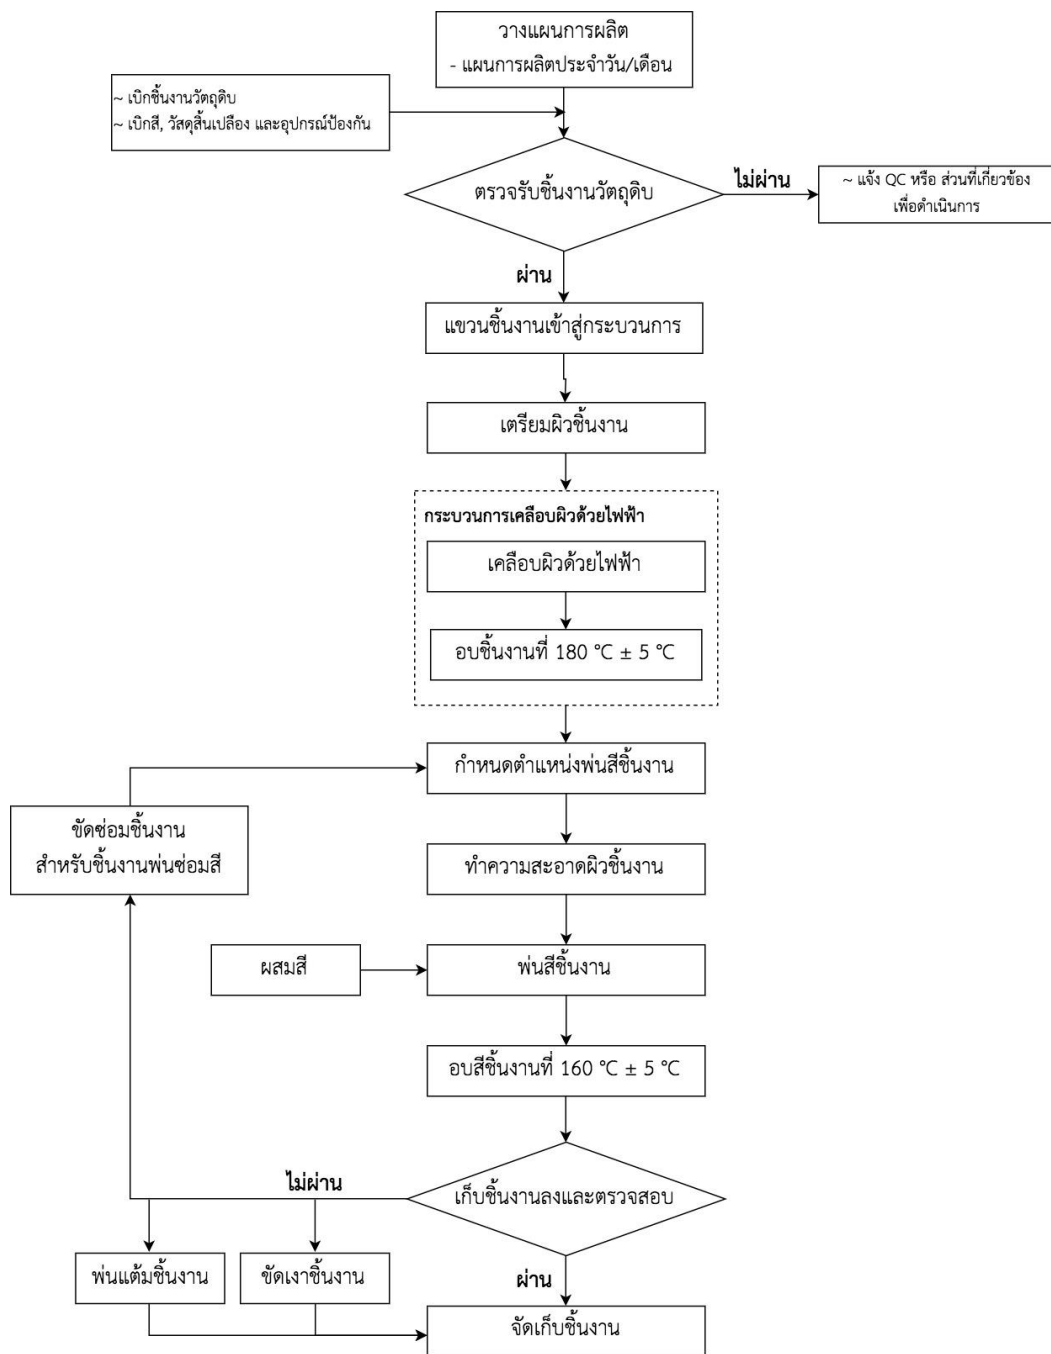 วางแผนการผลิต
- แผนการผลิตประจำวัน/เดือน
~ เบิกชิ้นงานวัตถุดิบ
~ เบิกสี, วัสดุสิ้นเปลือง และอุปกรณ์ป้องกัน
ตรวจรับชิ้นงานวัตถุดิบ
ไม่ผ่าน
~ แจ้ง QC หรือ ส่วนที่เกี่ยวข้อง
เพื่อดำเนินการ
ผ่าน
แขวนชิ้นงานเข้าสู่กระบวนการ
เตรียมผิวชิ้นงาน
กระบวนการเคลือบผิวด้วยไฟฟ้า
เคลือบผิวด้วยไฟฟ้า
อบชิ้นงานที่ 180 °C ± 5 °C
กำหนดตำแหน่งพ่นสีชิ้นงาน
ขัดซ่อมชิ้นงาน
สำหรับชิ้นงานพ่นซ่อมสี
ทำความสะอาดผิวชิ้นงาน
ผสมสี
พ่นสีชิ้นงาน
อบสีชิ้นงานที่ 160 °C ± 5 °C
ไม่ผ่าน
เก็บชิ้นงานลงและตรวจสอบ
พ่นแต้มชิ้นงาน
ขัดเงาชิ้นงาน
ผ่าน
จัดเก็บชิ้นงาน